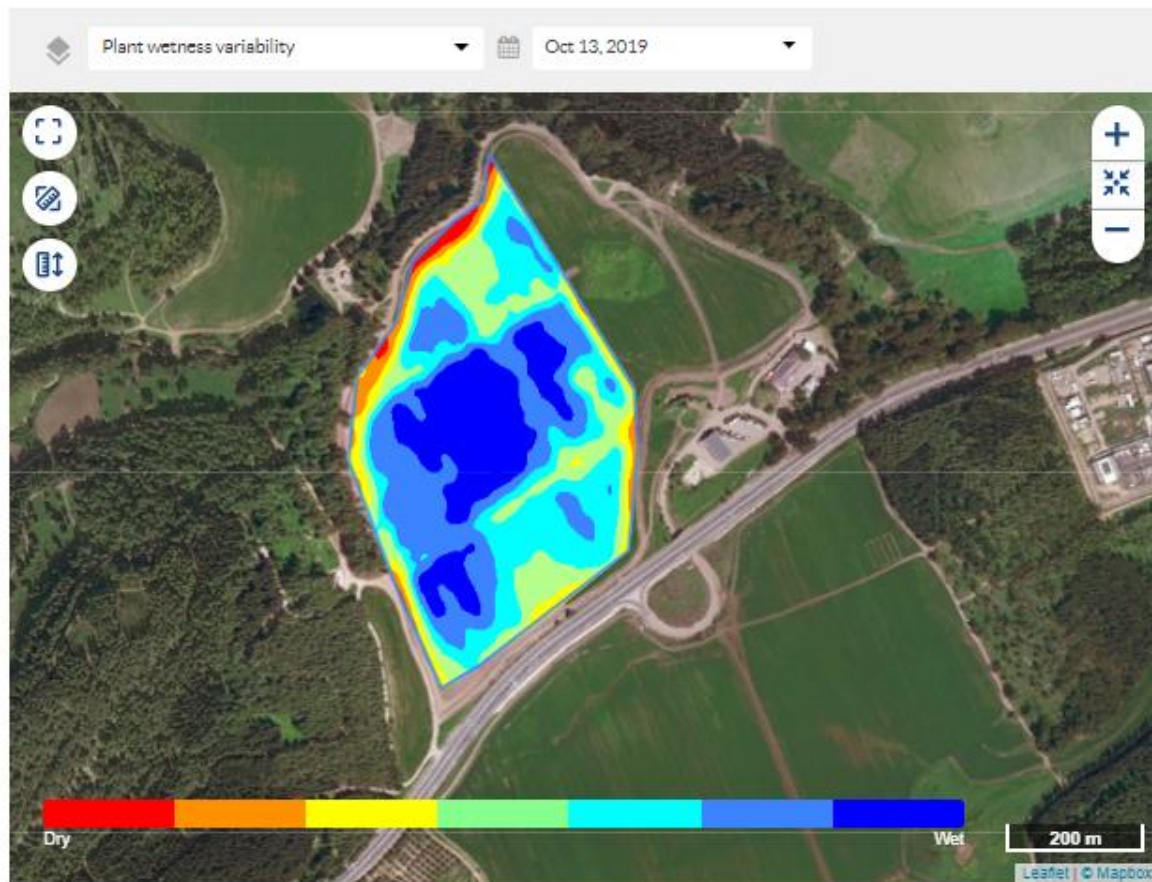 Plant wetness variability
Oct 13, 2019
Dry
Wet
200 m
Leaflet | © Mapbox